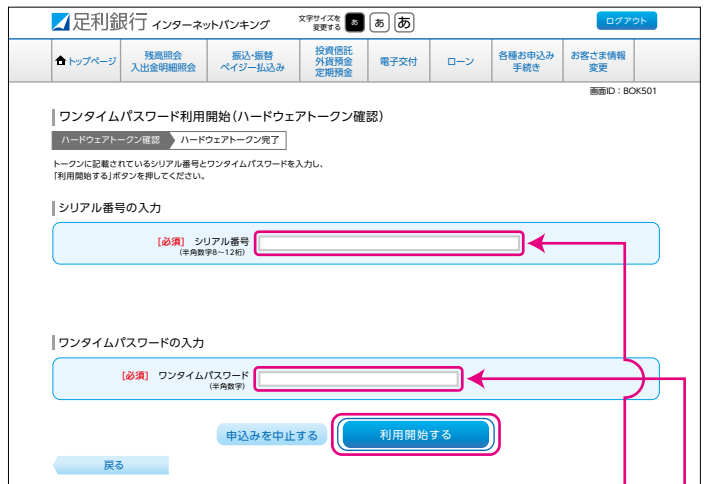 足利銀行 インターネットバンキング
文字サイズを
変更する
あ
あ
あ
ログアウト
トップページ
残高照会
入出金明細照会
振込・振替
ペイジー払込み
投資信託
外貨預金
定期預金
電子交付
ローン
各種お申込み
手続き
お客さま情報
変更
画面ID:BOK501
ワンタイムパスワード利用開始(ハードウェアトークン確認)
ハードウェアトークン確認
ハードウェアトークン完了
トークンに記載されているシリアル番号とワンタイムパスワードを入力し、
「利用開始する」ボタンを押してください。
シリアル番号の入力
[必須] シリアル番号
(半角数字8~12桁)
ワンタイムパスワードの入力
[必須] ワンタイムパスワード
(半角数字)
申込みを中止する
利用開始する
戻る